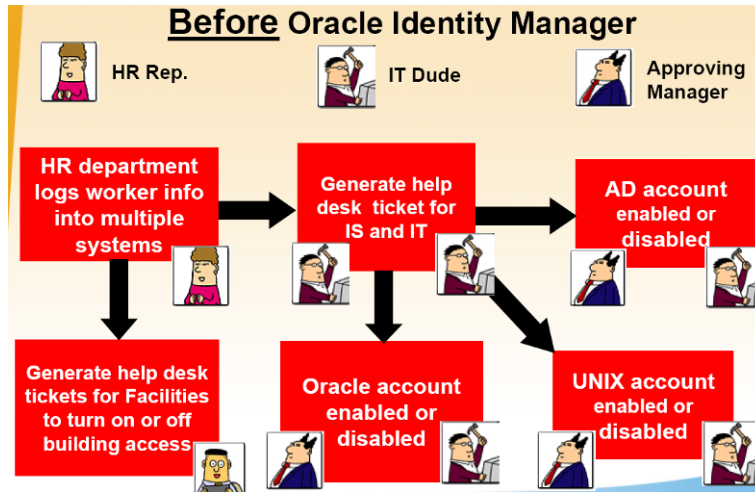 Before Oracle Identity Manager
HR Rep.
IT Dude
Approving
Manager
HR department
logs worker info
into multiple
systems
Generate help
desk ticket for
IS and IT
AD account
enabled or
disabled
Generate help desk
tickets for Facilities
to turn on or off
building access
Oracle account
enabled or
disabled
UNIX account
enabled or
disabled